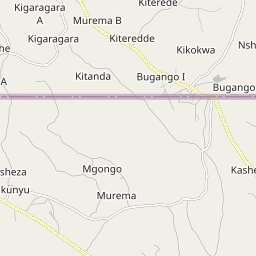 Kigaragara
A
Kiterede
Murema B
Kigaragara
Kiteredde
Nsh
he
Kikokwa
Kitanda
Bugango I
A
Bugango
Mgongo
sheza
Kashe
kunyu
Murema